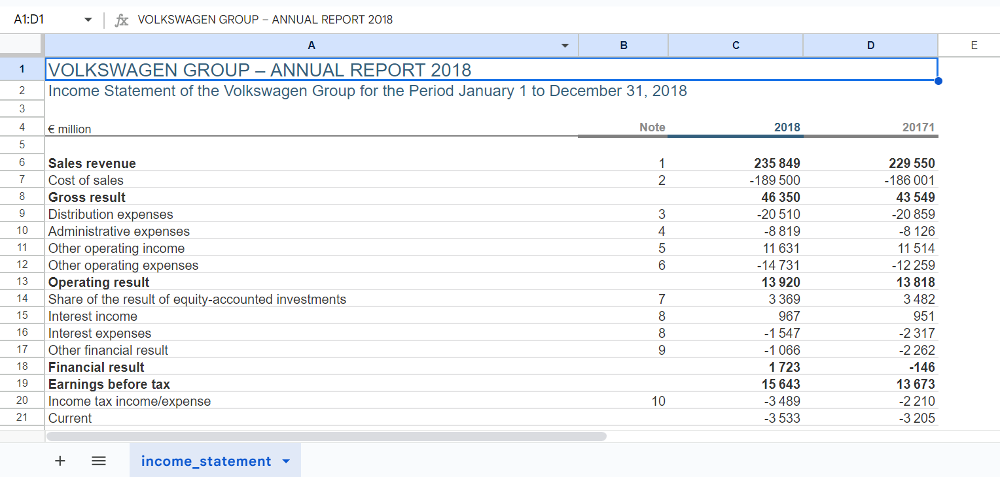 A1:D1 fx VOLKSWAGEN GROUP – ANNUAL REPORT 2018
A B C D E
1 VOLKSWAGEN GROUP – ANNUAL REPORT 2018
2 Income Statement of the Volkswagen Group for the Period January 1 to December 31, 2018
3
4 € million Note 2018 20171
5
6 Sales revenue 1 235 849 229 550
7 Cost of sales 2 -189 500 -186 001
8 Gross result 46 350 43 549
9 Distribution expenses 3 -20 510 -20 859
10 Administrative expenses 4 -8 819 -8 126
11 Other operating income 5 11 631 11 514
12 Other operating expenses 6 -14 731 -12 259
13 Operating result 13 920 13 818
14 Share of the result of equity-accounted investments 7 3 369 3 482
15 Interest income 8 967 951
16 Interest expenses 8 -1 547 -2 317
17 Other financial result 9 -1 066 -2 262
18 Financial result 1 723 -146
19 Earnings before tax 15 643 13 673
20 Income tax income/expense 10 -3 489 -2 210
21 Current -3 533 -3 205
income_statement